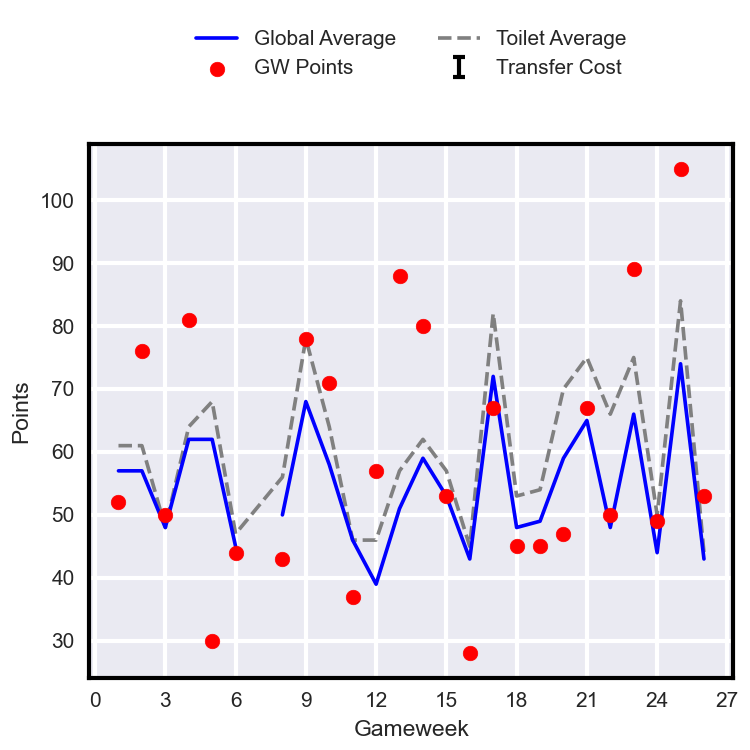 Global Average
Toilet Average
GW Points
Transfer Cost
100
90
80
70
60
50
40
30
Points
0 3 6 9 12 15 18 21 24 27
Gameweek